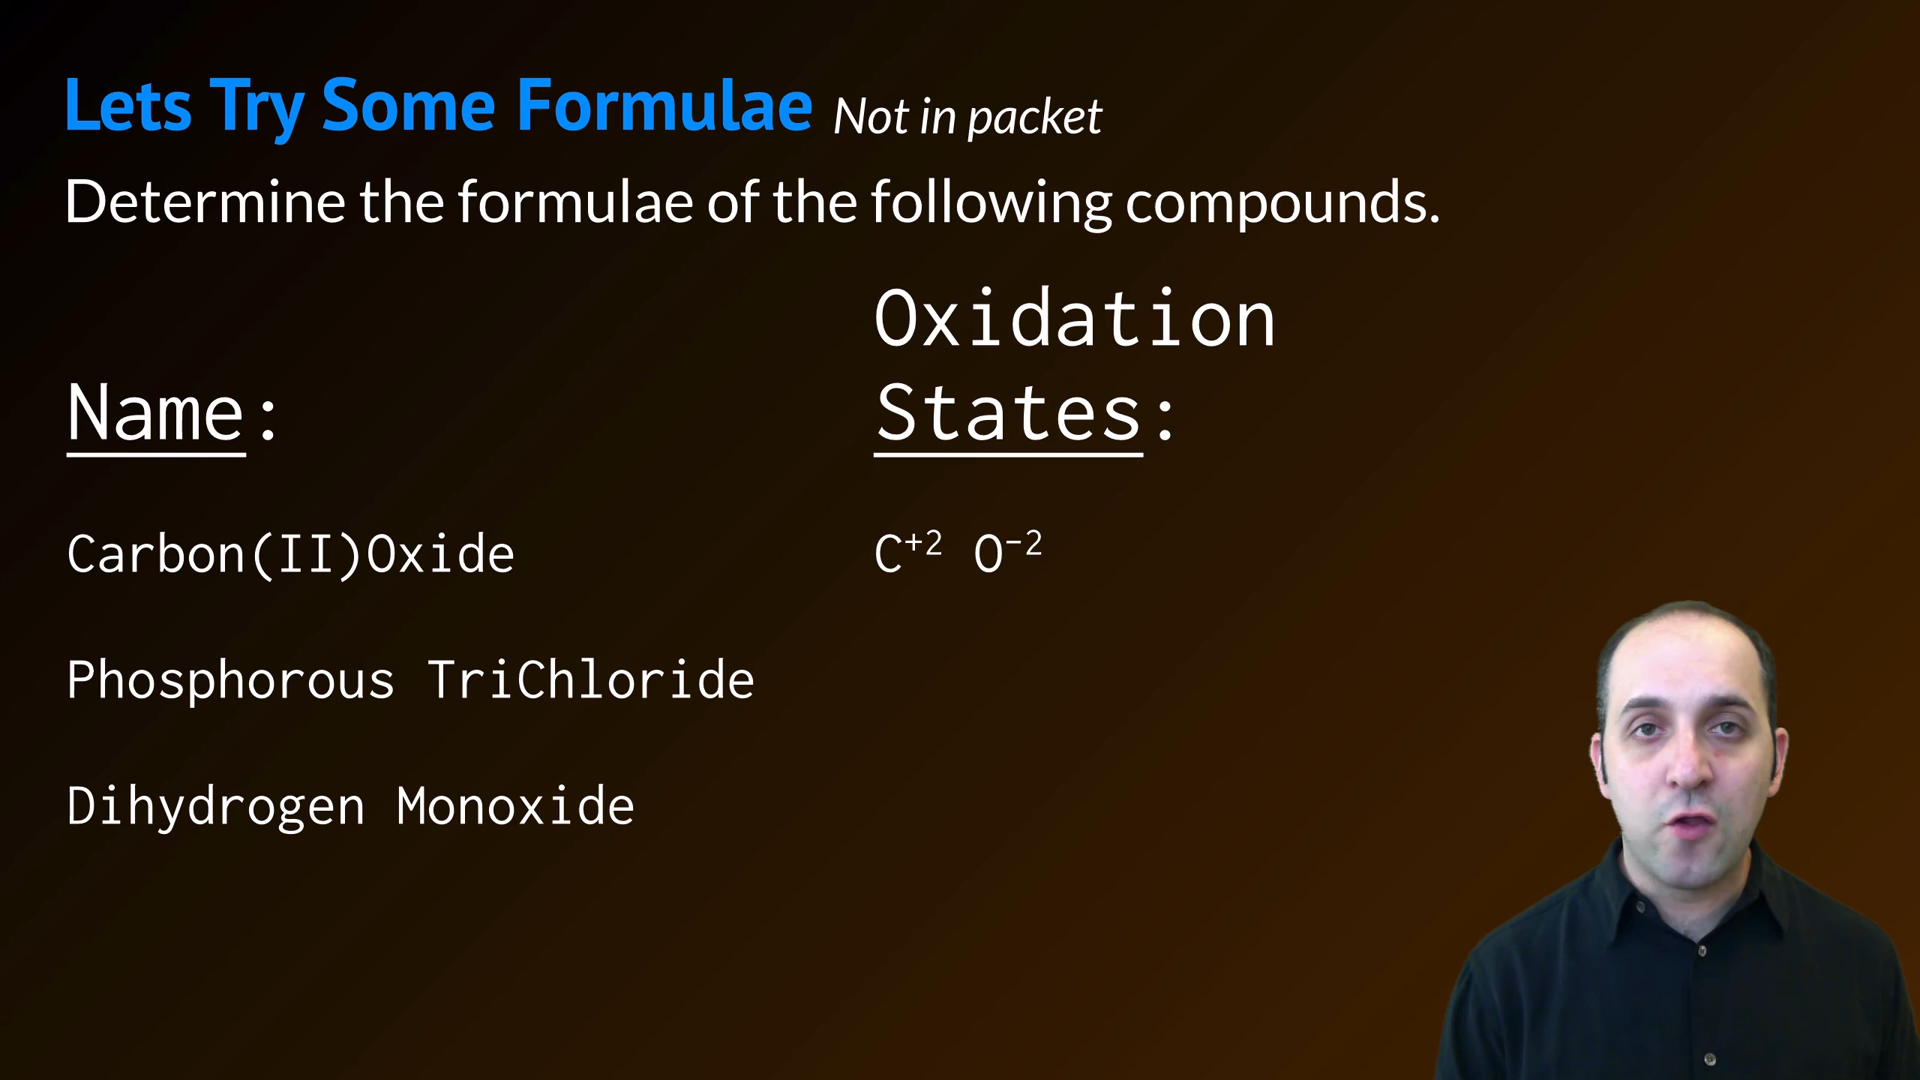 Lets Try Some Formulae Not in packet
Determine the formulae of the following compounds.
Oxidation
Name: States:
Carbon(II)Oxide C⁺² O⁻²
Phosphorous TriChloride
Dihydrogen Monoxide